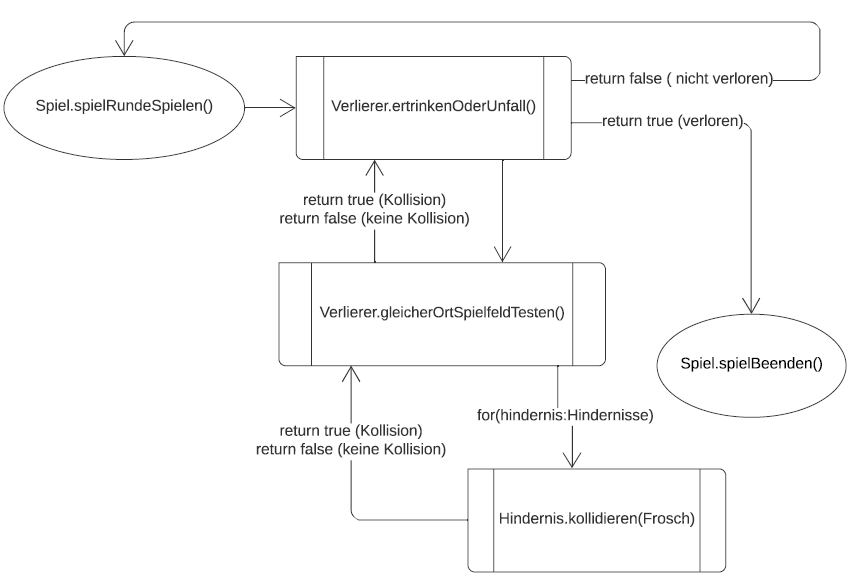 return false ( nicht verloren)
Spiel.spielRundeSpielen()
Verlierer.ertrinkenOderUnfall()
return true (verloren)
return true (Kollision)
return false (keine Kollision)
Verlierer.gleicherOrtSpielfeldTesten()
Spiel.spielBeenden()
for(hindernis:Hindernisse)
return true (Kollision)
return false (keine Kollision)
Hindernis.kollidieren(Frosch)